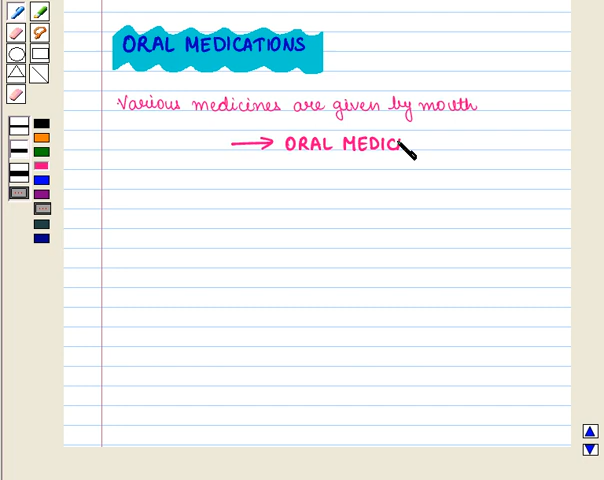 ORAL MEDICATIONS
Various medicines are given by mouth
→ ORAL MEDIC